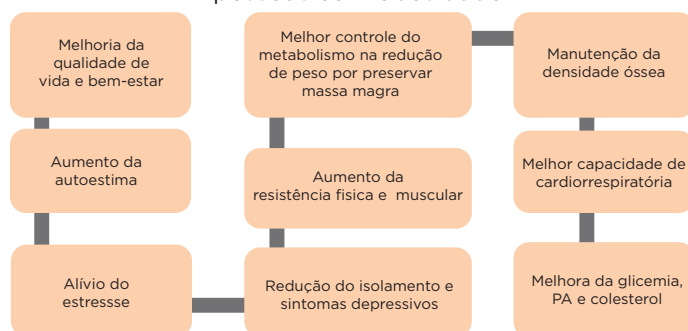 Melhoria da
qualidade de
vida e bem-estar
Aumento da
autoestima
Alívio do
estressse
Melhor controle do
metabolismo na redução
de peso por preservar
massa magra
Aumento da
resistência fisica e muscular
Redução do isolamento e
sintomas depressivos
Manutenção da
densidade óssea
Melhor capacidade de
cardiorrespiratória
Melhora da glicemia,
PA e colesterol